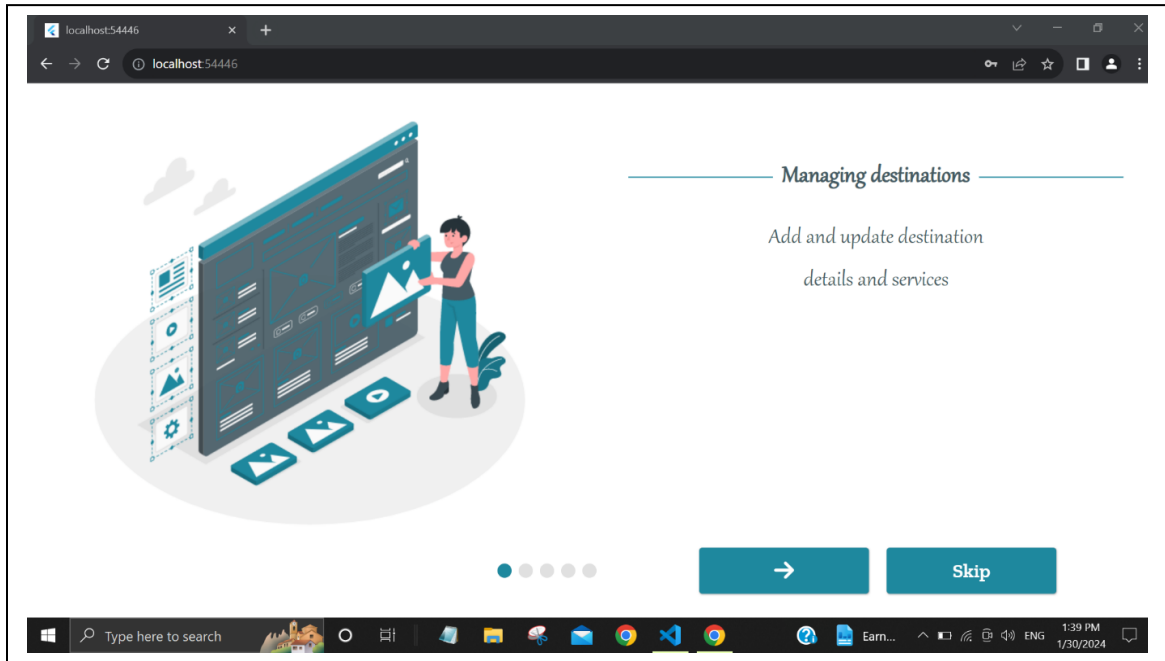 localhost:54446
localhost:54446
Managing destinations
Add and update destination
details and services
Skip
Type here to search
Earn...
ENG
1:39 PM
1/30/2024